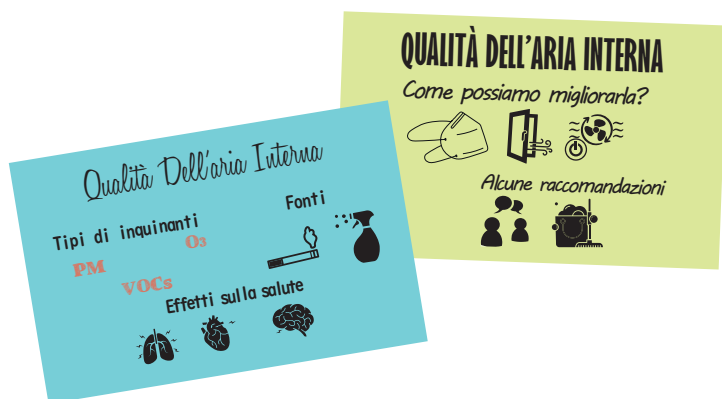 Qualità Dell'aria Interna
Tipi di inquinanti
Fonti
PM
O3
VOCs
Effetti sulla salute
QUALITÀ DELL'ARIA INTERNA
Come possiamo migliorarla?
Alcune raccomandazioni